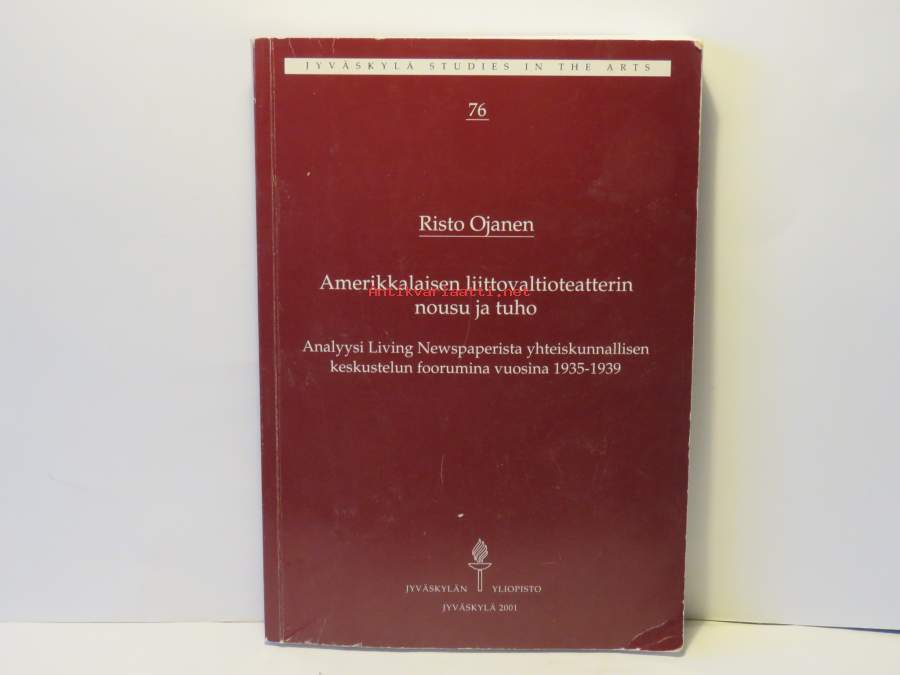 JYVÄSKYLÄ STUDIES IN THE ARTS
76
Risto Ojanen
Amerikkalaisen liittovaltioteatterin
Antikvariaatti.net
nousu ja tuho
Analyysi Living Newspaperista yhteiskunnallisen
keskustelun foorumina vuosina 1935-1939
JYVÄSKYLÄN YLIOPISTO
JYVÄSKYLÄ 2001